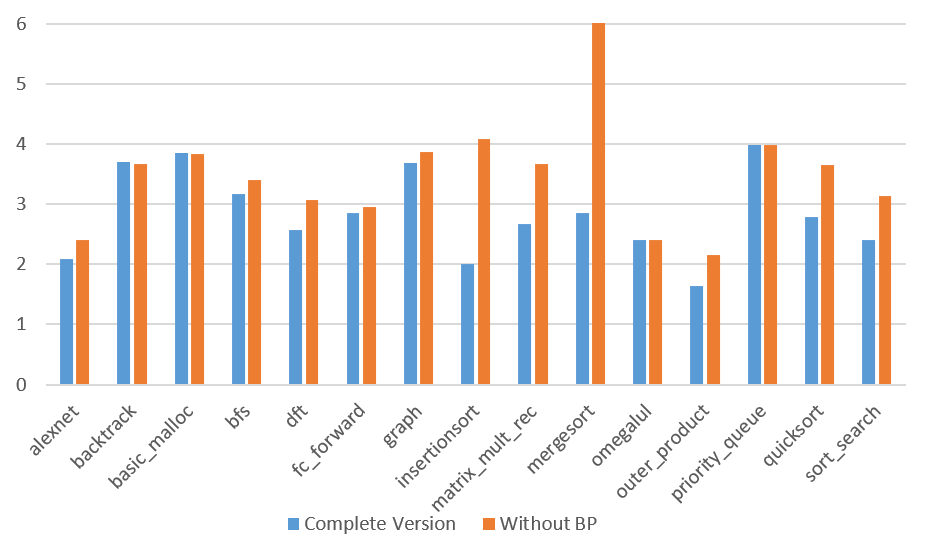 6
5
4
3
2
1
0
alexnet
backtrack
basic_malloc
bfs
dft
fc_forward
graph
insertionsort
matrix_mult_rec
mergesort
omegalul
outer_product
priority_queue
quicksort
sort_search
Complete Version
Without BP